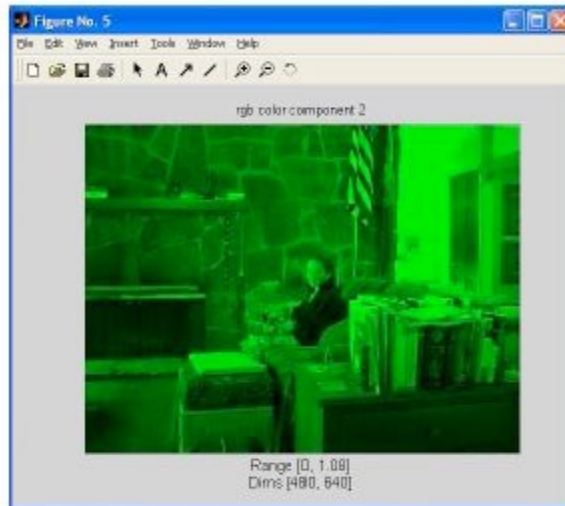 Figure No. 5
File Edit View Insert Tools Window Help
A
rgb color component 2
Range [0, 1.08]
Dims [480, 640]